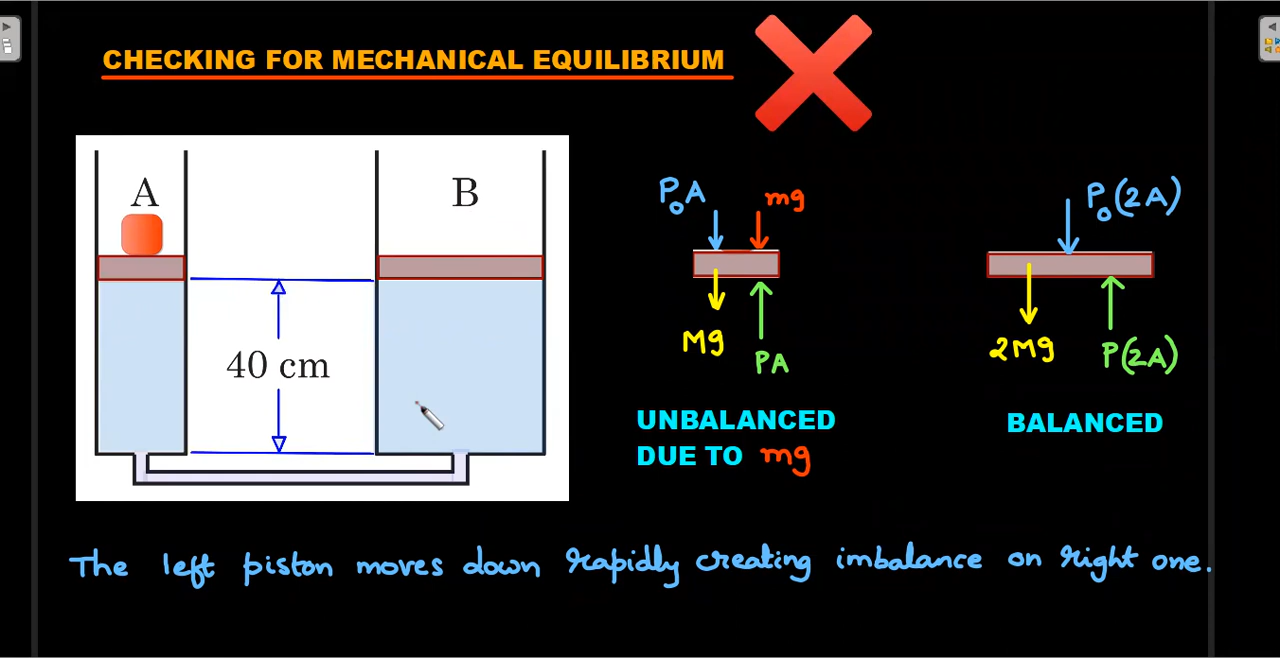 CHECKING FOR MECHANICAL EQUILIBRIUM
A
B
40 cm
P₀A
mg
Mg
PA
UNBALANCED
DUE TO mg
P₀(2A)
2Mg
P(2A)
BALANCED
The left piston moves down rapidly creating imbalance on right one.